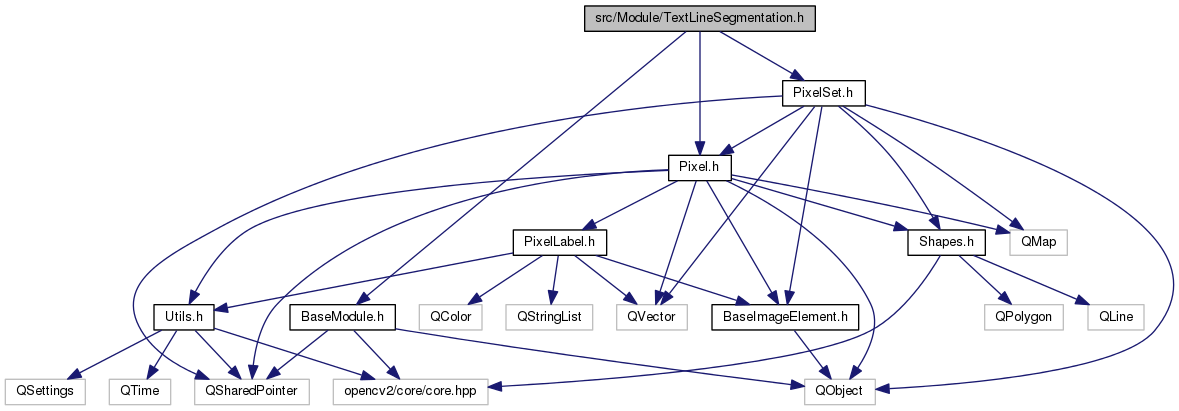 src/Module/TextLineSegmentation.h
PixelSet.h
Pixel.h
PixelLabel.h
Shapes.h
QMap
Utils.h
BaseModule.h
QColor
QStringList
QVector
BaseImageElement.h
QPolygon
QLine
QSettings
QTime
QSharedPointer
opencv2/core/core.hpp
QObject